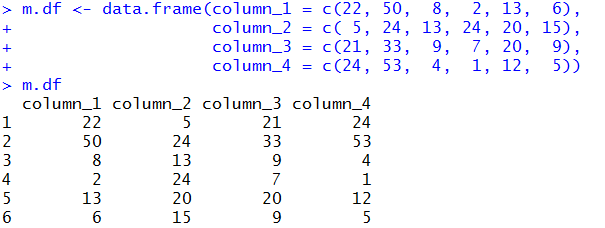 > m.df <- data.frame(column_1 = c(22, 50, 8, 2, 13, 6),
+ column_2 = c( 5, 24, 13, 24, 20, 15),
+ column_3 = c(21, 33, 9, 7, 20, 9),
+ column_4 = c(24, 53, 4, 1, 12, 5))
> m.df
column_1 column_2 column_3 column_4
1 22 5 21 24
2 50 24 33 53
3 8 13 9 4
4 2 24 7 1
5 13 20 20 12
6 6 15 9 5